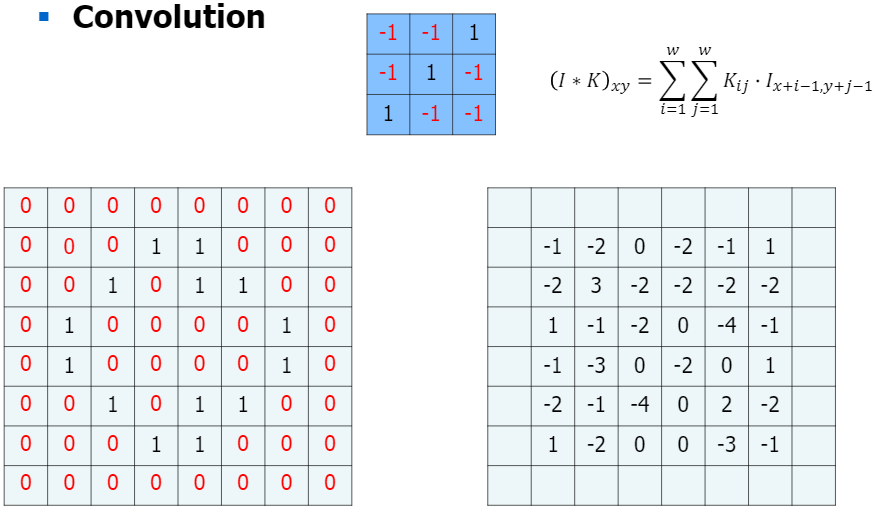 ▪ Convolution
-1 -1 1
-1 1 -1
1 -1 -1
(I ∗ K)xy = ∑_{i=1}^{w} ∑_{j=1}^{w} K_{ij} · I_{x+i−1,y+j−1}
0 0 0 0 0 0 0 0
0 0 0 1 1 0 0 0
0 0 1 0 1 1 0 0
0 1 0 0 0 0 1 0
0 1 0 0 0 0 1 0
0 0 1 0 1 1 0 0
0 0 0 1 1 0 0 0
0 0 0 0 0 0 0 0
-1 -2 0 -2 -1 1
-2 3 -2 -2 -2 -2
1 -1 -2 0 -4 -1
-1 -3 0 -2 0 1
-2 -1 -4 0 2 -2
1 -2 0 0 -3 -1